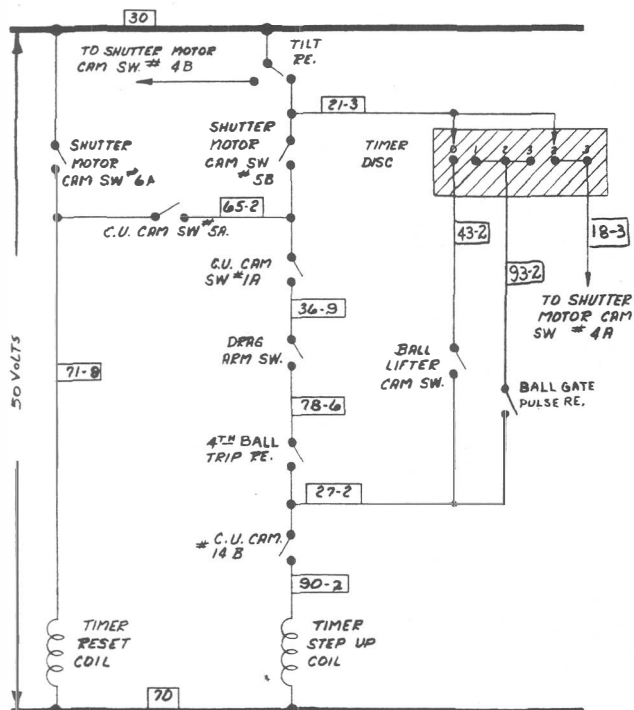 30
TO SHUTTER MOTOR
CAM SW. # 4B
TILT
RE.
21-3
SHUTTER
MOTOR
CAM SW
#6A
SHUTTER
MOTOR
CAM SW
#5B
TIMER
DISC
0 1 2 3 2 3
65-2
C.U. CAM SW #5A.
43-2
93-2
18-3
C.U. CAM
SW #1A
36-9
TO SHUTTER
MOTOR CAM
SW # 4A
50 VOLTS
71-8
DRAG
ARM SW.
BALL
LIFTER
CAM SW.
78-6
BALL GATE
PULSE RE.
4TH BALL
TRIP RE.
27-2
# C.U. CAM.
14 B
90-2
TIMER
RESET
COIL
TIMER
STEP UP
COIL
70